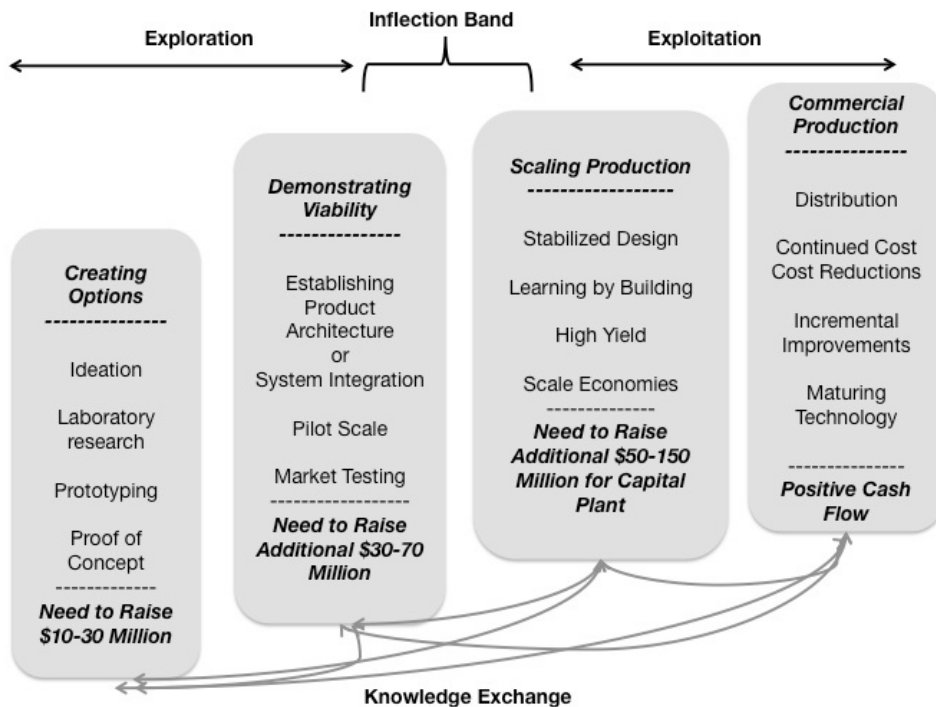 Inflection Band
Exploration
Exploitation
Creating
Options
Ideation
Laboratory
research
Prototyping
Proof of
Concept
Need to Raise
$10-30 Million
Demonstrating
Viability
Establishing
Product
Architecture
or
System Integration
Pilot Scale
Market Testing
Need to Raise
Additional $30-70
Million
Scaling Production
Stabilized Design
Learning by Building
High Yield
Scale Economies
Need to Raise
Additional $50-150
Million for Capital
Plant
Commercial
Production
Distribution
Continued Cost
Cost Reductions
Incremental
Improvements
Maturing
Technology
Positive Cash
Flow
Knowledge Exchange